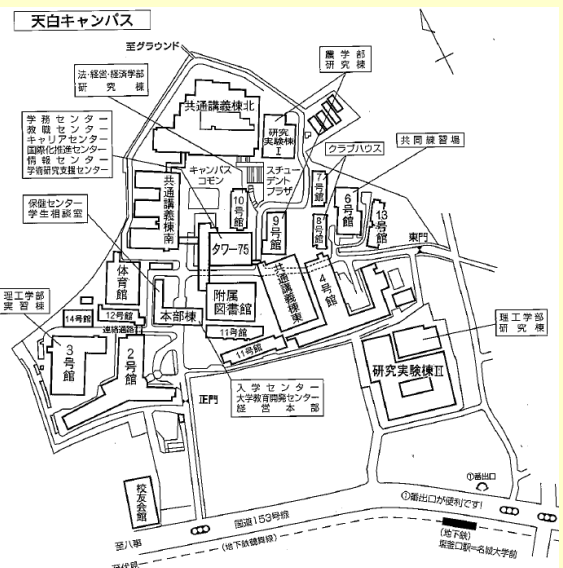 天白キャンパス
至グラウンド
農学部
研究棟
法・経営・経済学部
研究棟
共通講義棟北
学務センター
教職センター
キャリアセンター
国際化推進センター
情報センター
学術研究支援センター
研究
実験棟
I
共同練習場
クラブハウス
キャンパス
コモン
スチュー
デント
プラザ
7号館
6号館
共通講義棟南
10号館
保健センター
学生相談室
9号館
8号館
13号館
東門
タワー75
体育館
共通講義棟東
4号館
附属
図書館
理工学部
実習棟
14号館
12号館
本部棟
連絡通路
11号館
11号館
理工学部
研究棟
3号館
2号館
研究実験棟II
正門
入学センター
大学教育開発センター
経営本部
①番出口
校友会館
①番出口が便利です!
国道153号線
至八事
(地下鉄鶴舞線)
(地下鉄)
塩釜口駅=名城大学前